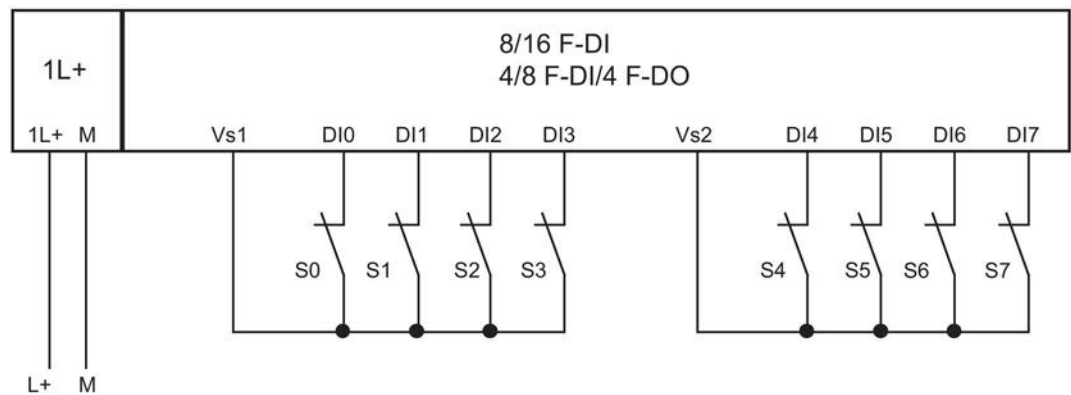 8/16 F-DI
1L+
4/8 F-DI/4 F-DO
1L+ M Vs1 DI0 DI1 DI2 DI3 Vs2 DI4 DI5 DI6 DI7
S0 S1 S2 S3 S4 S5 S6 S7
L+ M